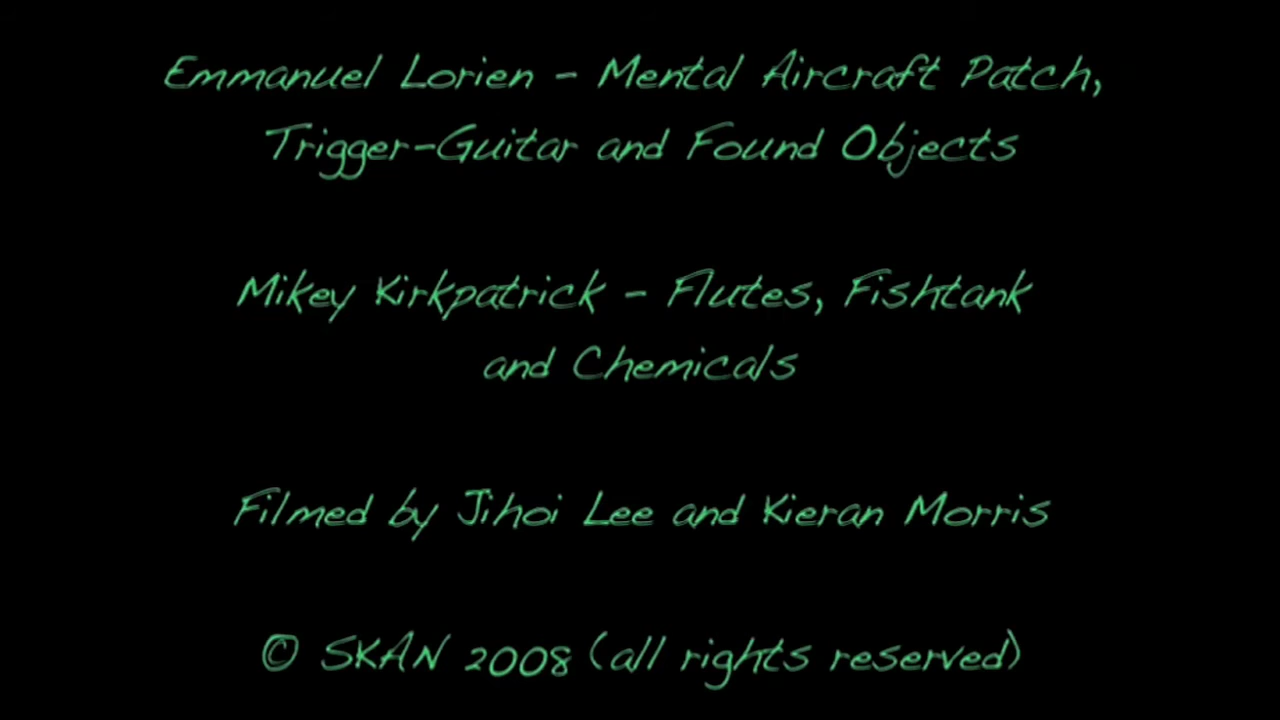 Emmanuel Lorien - Mental Aircraft Patch,
Trigger-Guitar and Found Objects
Mikey Kirkpatrick - Flutes, Fishtank
and Chemicals
Filmed by Jihoi Lee and Kieran Morris
© SKAN 2008 (all rights reserved)